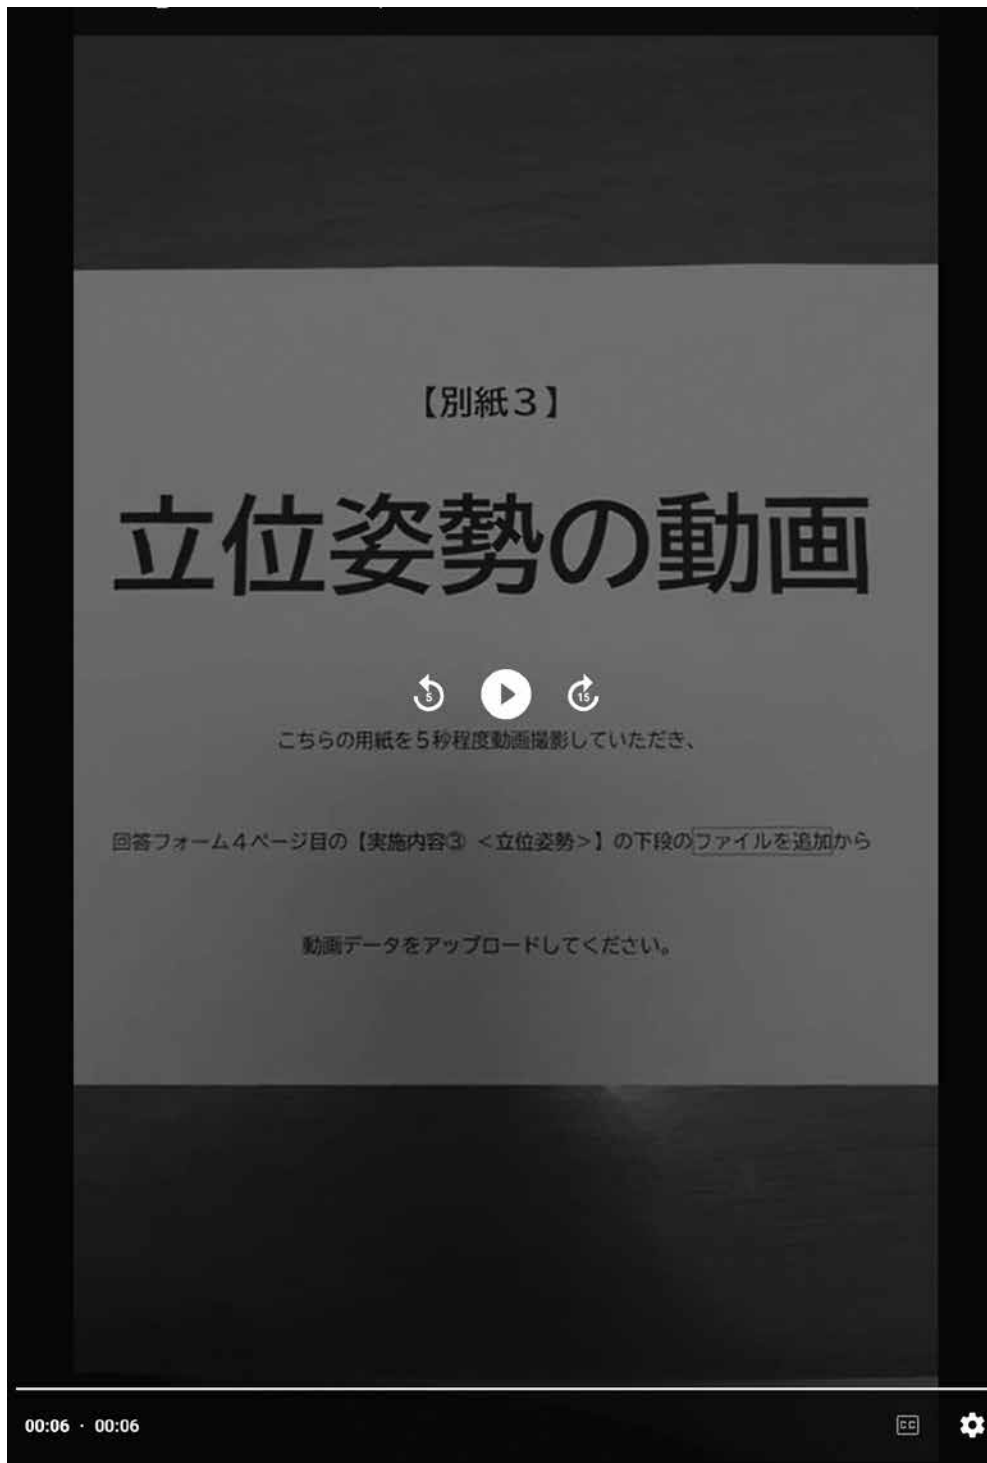 【別紙３】
立位姿勢の動画
5
15
こちらの用紙を５秒程度動画撮影していただき、
回答フォーム４ページ目の【実施内容③ ＜立位姿勢＞】の下段のファイルを追加から
動画データをアップロードしてください。
00:06 · 00:06
CC